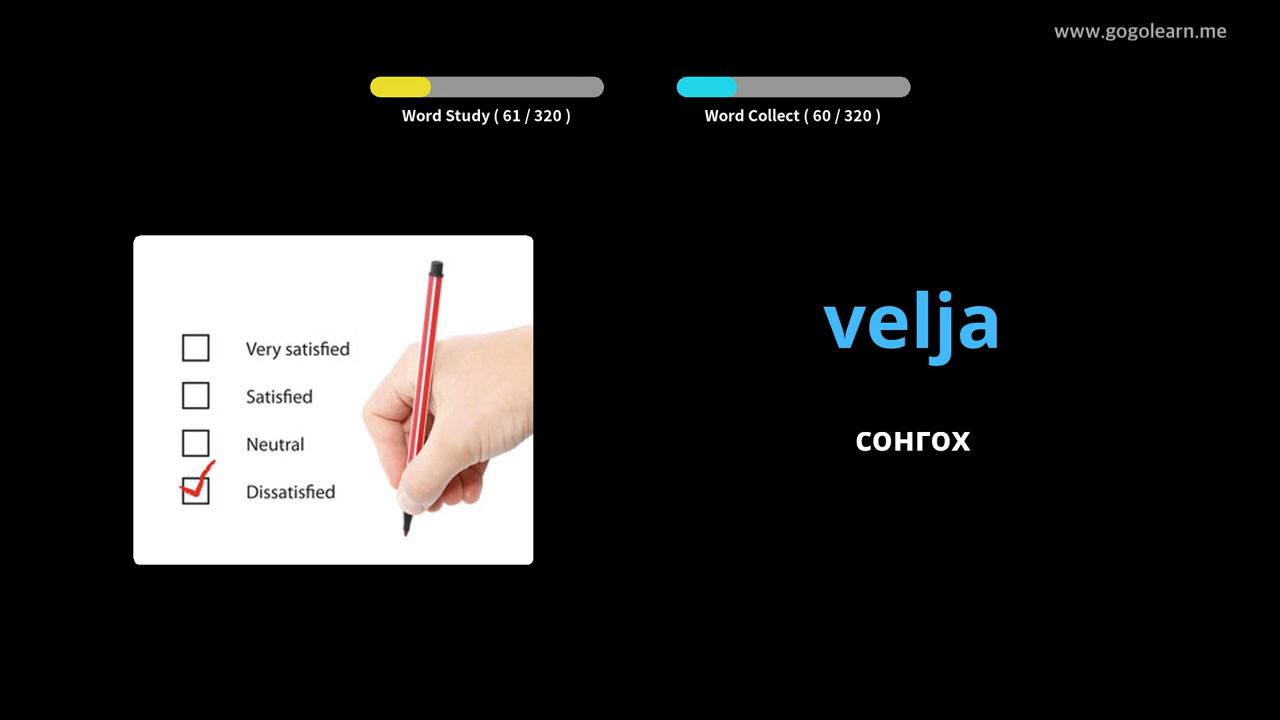 www.gogolearn.me
Word Study ( 61 / 320 )
Word Collect ( 60 / 320 )
Very satisfied
Satisfied
Neutral
Dissatisfied
velja
сонгох